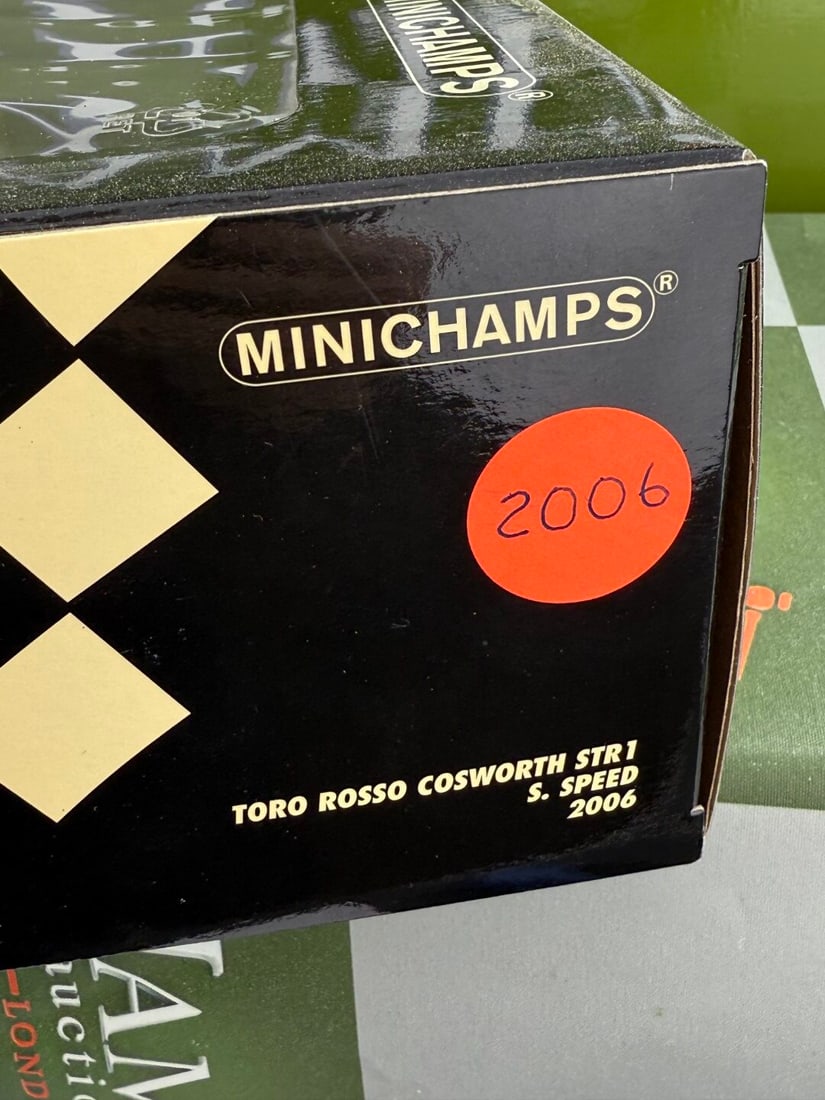 MINICHAMPS®
MINICHAMPS®
2006
TORO ROSSO COSWORTH STR1
S. SPEED
2006